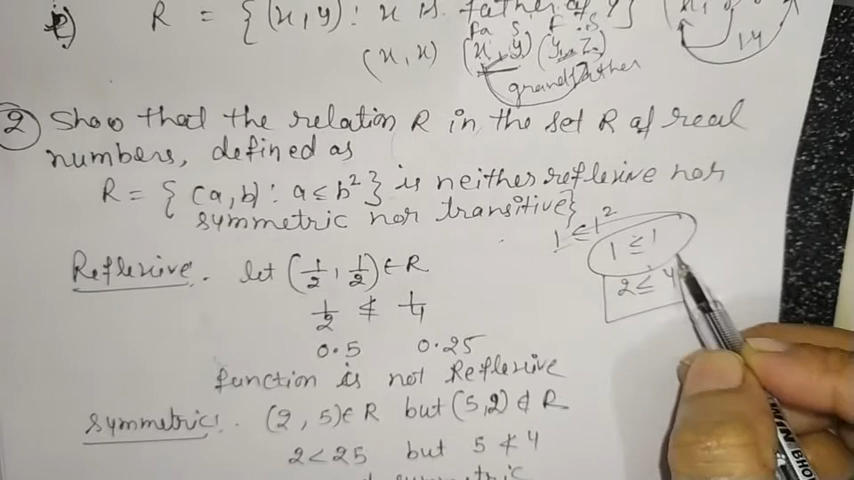 R = {(x, y) : x is father of y}
Fa S F is
(x, x) (x, y) (y, z)
grandfather
2 Show that the relation R in the set R of real
numbers, defined as
R = { (a, b) : a ≤ b² } is neither reflexive nor
symmetric nor transitive}
1 ≤ 1²
1 ≤ 1
2 ≤ 4
Reflexive. let (1/2, 1/2) ∈ R
1/2 ≰ 1/4
0.5 0.25
function is not Reflexive
symmetric. (2, 5) ∈ R but (5, 2) ∉ R
2 < 25 but 5 ≮ 4
symmetric